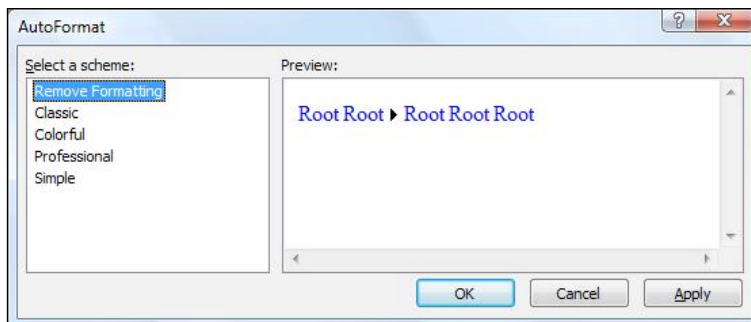 AutoFormat
Select a scheme:
Remove Formatting
Classic
Colorful
Professional
Simple
Preview:
Root Root Root Root Root
OK Cancel Apply